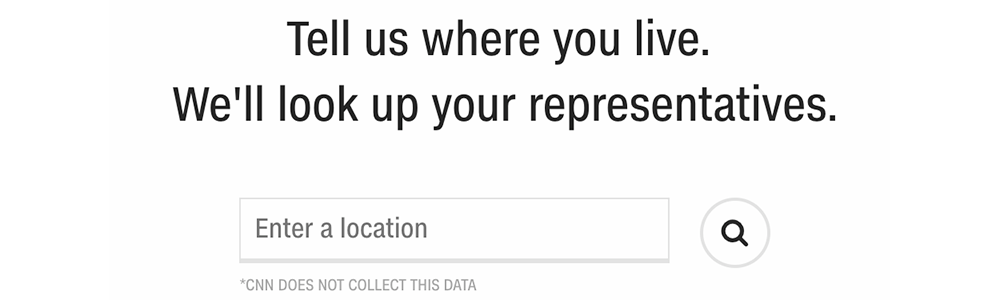 Tell us where you live.
We'll look up your representatives.
Enter a location
*CNN DOES NOT COLLECT THIS DATA